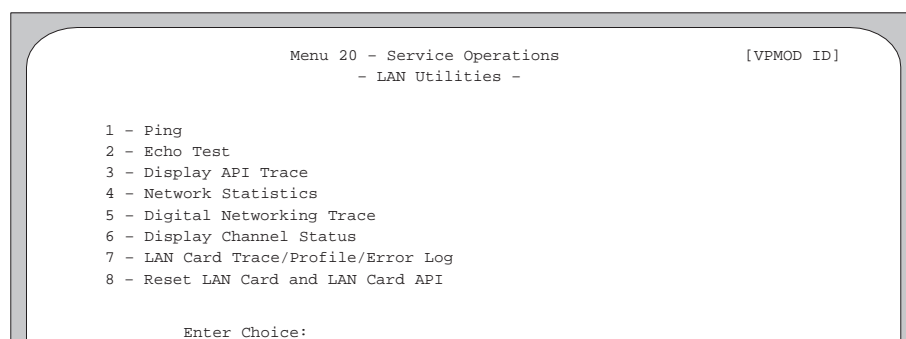 Menu 20 – Service Operations [VPMOD ID]
– LAN Utilities –
1 – Ping
2 – Echo Test
3 – Display API Trace
4 – Network Statistics
5 – Digital Networking Trace
6 – Display Channel Status
7 – LAN Card Trace/Profile/Error Log
8 – Reset LAN Card and LAN Card API
Enter Choice: